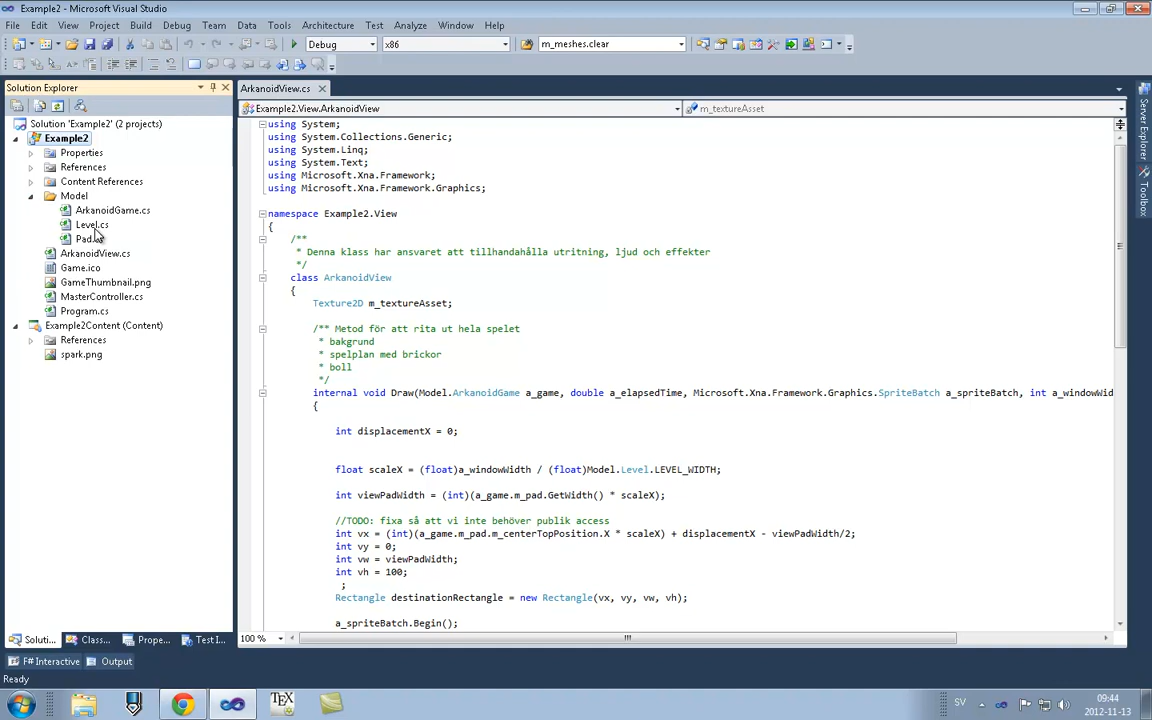 Example2 - Microsoft Visual Studio
File Edit View Project Build Debug Team Data Tools Architecture Test Analyze Window Help
Debug x86 m_meshes.clear
Solution Explorer
Solution 'Example2' (2 projects)
Example2
Properties
References
Content References
Model
ArkanoidGame.cs
Level.cs
Pad.cs
ArkanoidView.cs
Game.ico
GameThumbnail.png
MasterController.cs
Program.cs
Example2Content (Content)
References
spark.png
Soluti... Class... Prope... Test I...
ArkanoidView.cs
Example2.View.ArkanoidView m_textureAsset
using System;
using System.Collections.Generic;
using System.Linq;
using System.Text;
using Microsoft.Xna.Framework;
using Microsoft.Xna.Framework.Graphics;
namespace Example2.View
{
/**
* Denna klass har ansvaret att tillhandahålla utritning, ljud och effekter
*/
class ArkanoidView
{
Texture2D m_textureAsset;
/** Metod för att rita ut hela spelet
* bakgrund
* spelplan med brickor
* boll
*/
internal void Draw(Model.ArkanoidGame a_game, double a_elapsedTime, Microsoft.Xna.Framework.Graphics.SpriteBatch a_spriteBatch, int a_windowWid
{
int displacementX = 0;
float scaleX = (float)a_windowWidth / (float)Model.Level.LEVEL_WIDTH;
int viewPadWidth = (int)(a_game.m_pad.GetWidth() * scaleX);
//TODO: fixa så att vi inte behöver publik access
int vx = (int)(a_game.m_pad.m_centerTopPosition.X * scaleX) + displacementX - viewPadWidth/2;
int vy = 0;
int vw = viewPadWidth;
int vh = 100;
;
Rectangle destinationRectangle = new Rectangle(vx, vy, vw, vh);
a_spriteBatch.Begin();
100 %
Server Explorer
Toolbox
F# Interactive Output
Ready
TEX
SV
09:44
2012-11-13